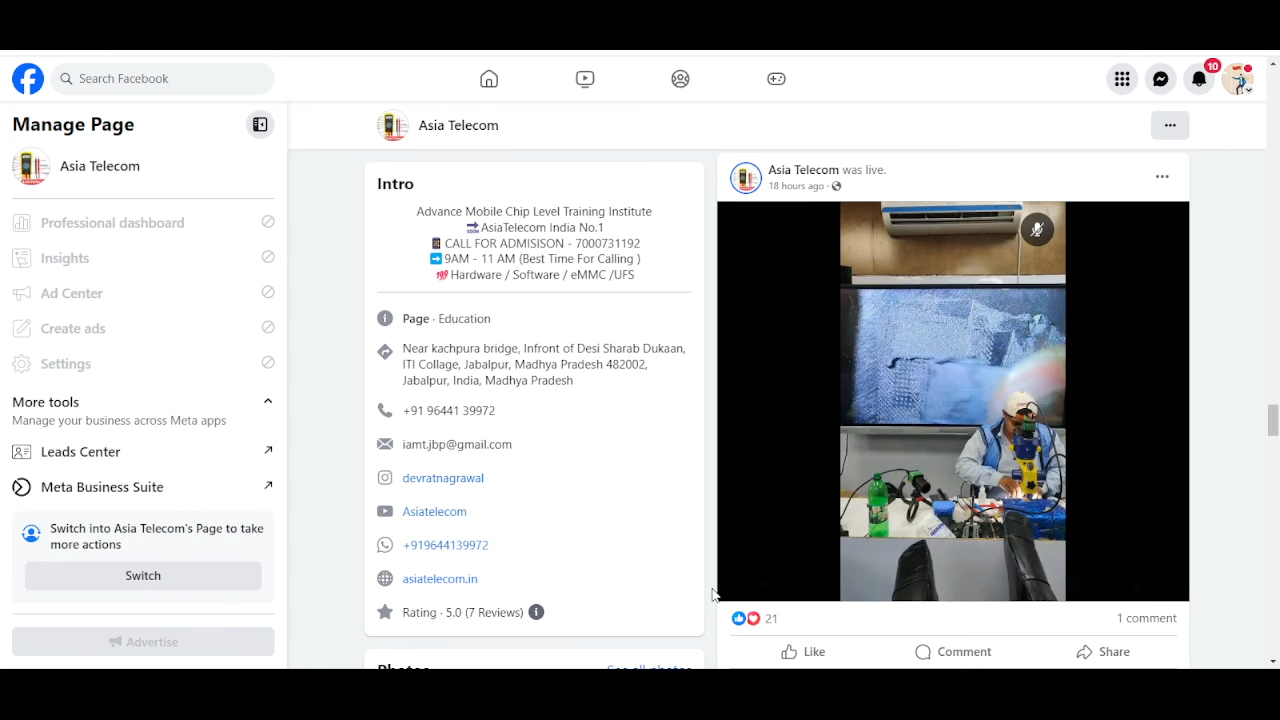 Search Facebook
10
Manage Page
Asia Telecom
Professional dashboard
Insights
Ad Center
Create ads
Settings
More tools
Manage your business across Meta apps
Leads Center
Meta Business Suite
Switch into Asia Telecom's Page to take
more actions
Switch
Advertise
Asia Telecom
Intro
Advance Mobile Chip Level Training Institute
SOON AsiaTelecom India No.1
CALL FOR ADMISISON - 7000731192
9AM - 11 AM (Best Time For Calling )
💯 Hardware / Software / eMMC /UFS
Page · Education
Near kachpura bridge, Infront of Desi Sharab Dukaan,
ITI Collage, Jabalpur, Madhya Pradesh 482002,
Jabalpur, India, Madhya Pradesh
+91 96441 39972
iamt.jbp@gmail.com
devratnagrawal
Asiatelecom
+919644139972
asiatelecom.in
Rating · 5.0 (7 Reviews)
Photos
See all photos
Asia Telecom was live.
18 hours ago ·
21
1 comment
Like
Comment
Share